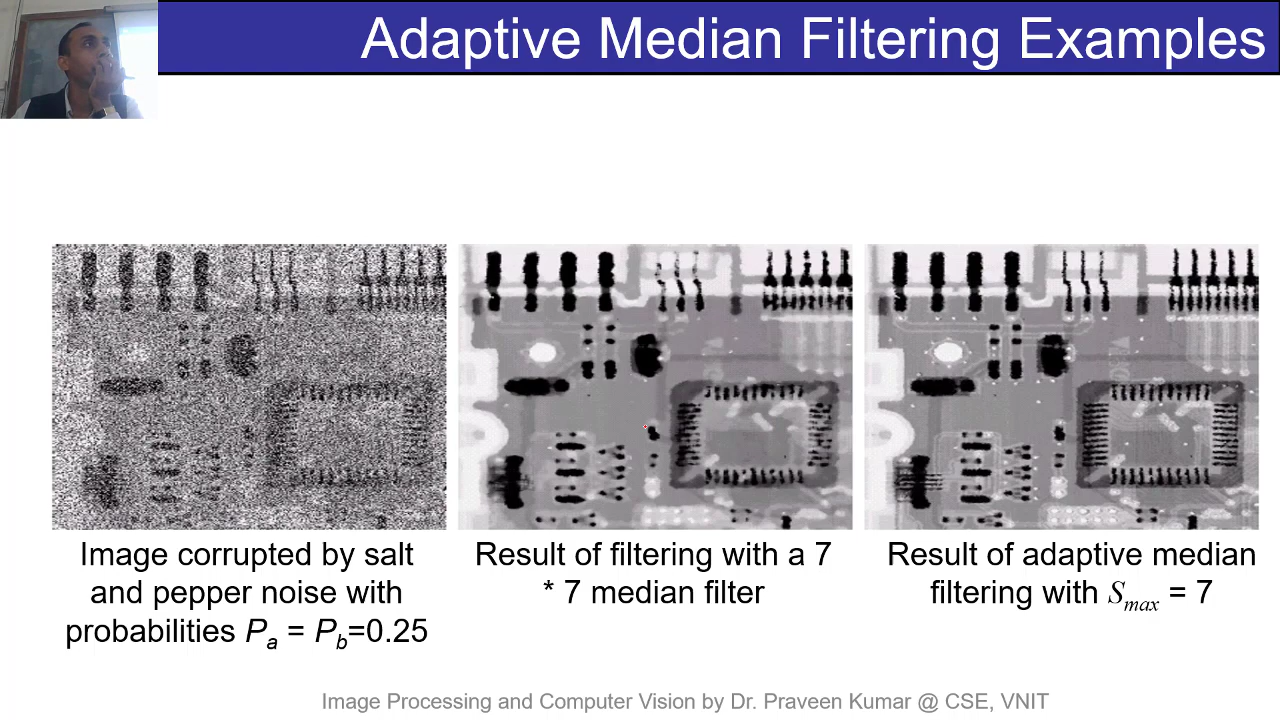 Adaptive Median Filtering Examples
Image corrupted by salt
and pepper noise with
probabilities Pa = Pb=0.25
Result of filtering with a 7
* 7 median filter
Result of adaptive median
filtering with Smax = 7
Image Processing and Computer Vision by Dr. Praveen Kumar @ CSE, VNIT